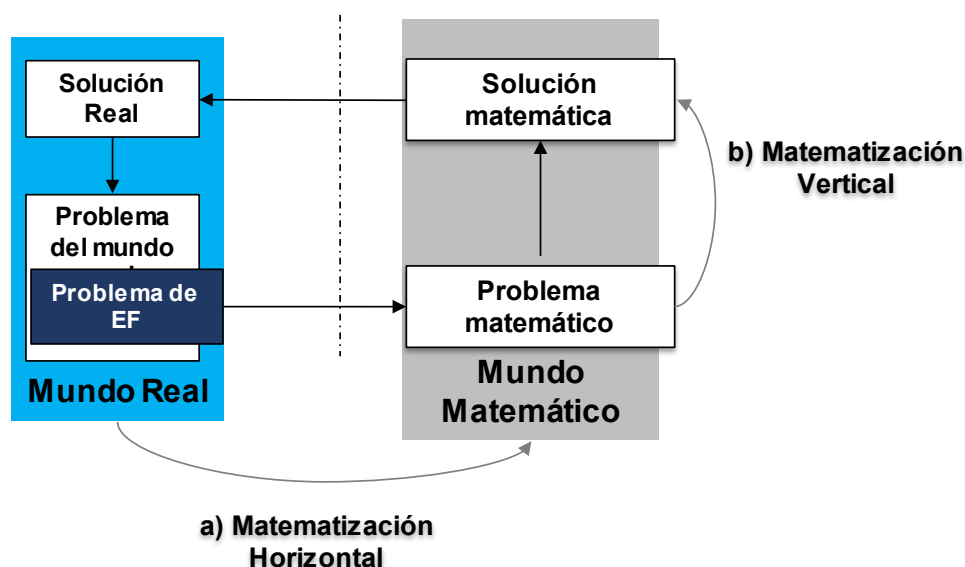 Solución
Real
Problema
del mundo
Problema de
EF
Mundo Real
Solución
matemática
Problema
matemático
Mundo
Matemático
b) Matematización
Vertical
a) Matematización
Horizontal